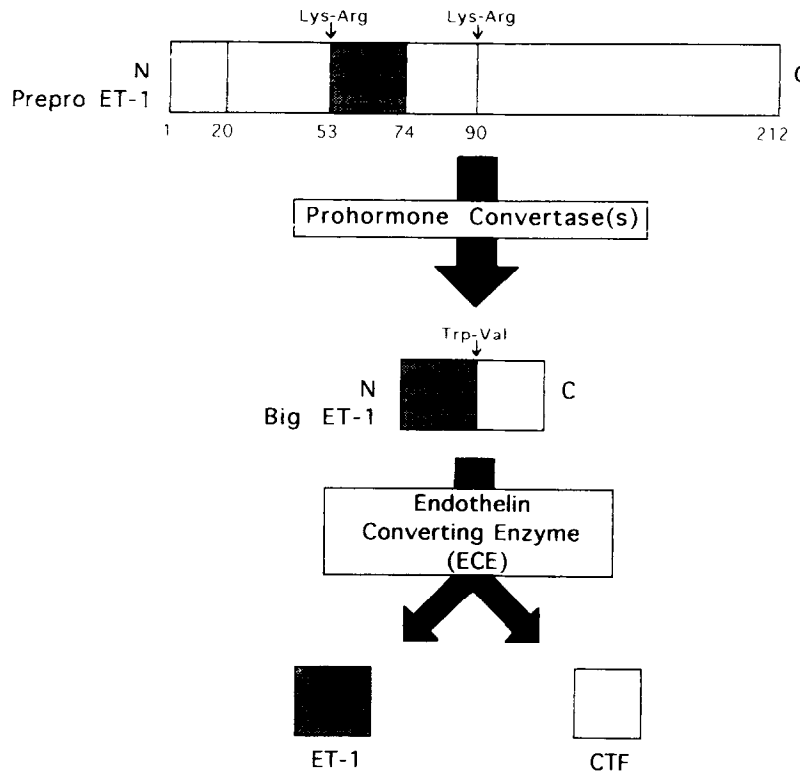 Lys-Arg Lys-Arg
N C
Prepro ET-1
1 20 53 74 90 212
Prohormone Convertase(s)
Trp-Val
N C
Big ET-1
Endothelin
Converting Enzyme
(ECE)
ET-1 CTF